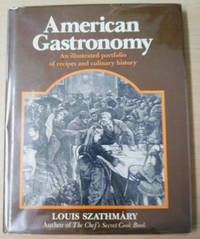 American
Gastronomy
An illustrated portfolio
of recipes and culinary history
LOUIS SZATHMÁRY
Author of The Chef's Secret Cook Book